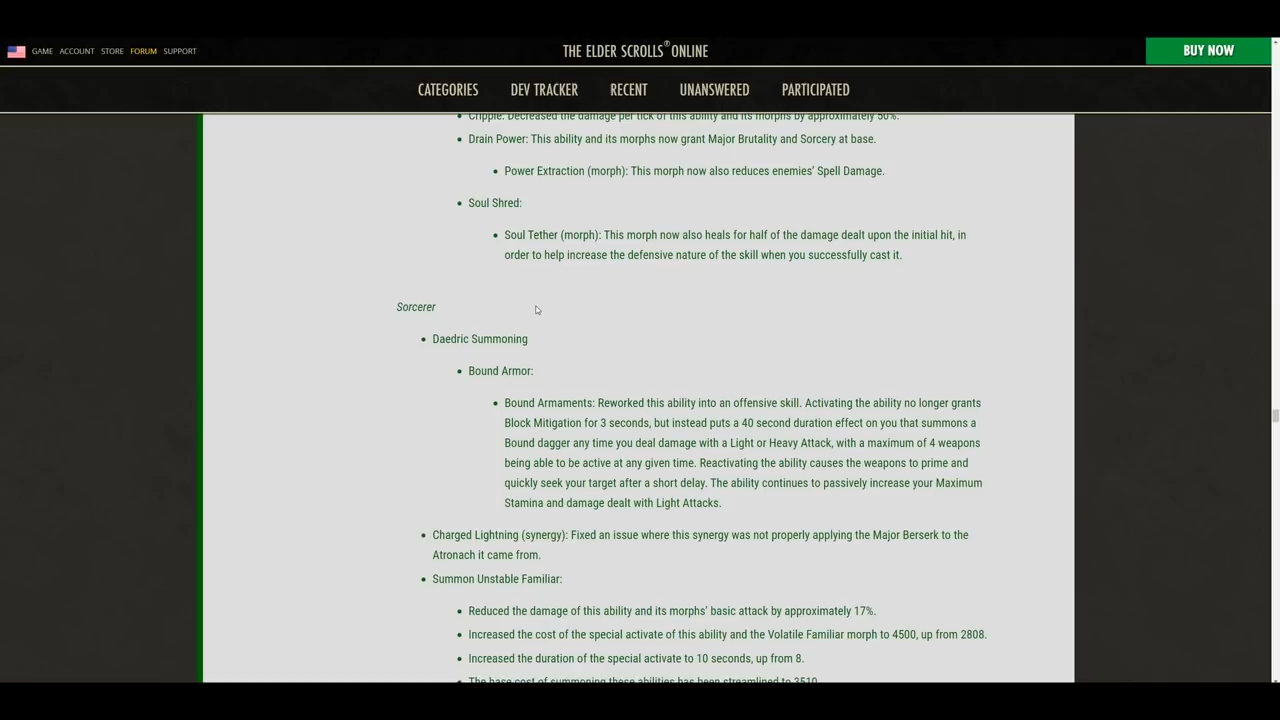 GAME ACCOUNT STORE FORUM SUPPORT
THE ELDER SCROLLS® ONLINE
BUY NOW
CATEGORIES DEV TRACKER RECENT UNANSWERED PARTICIPATED
• Cripple: Decreased the damage per tick of this ability and its morphs by approximately 50%.
• Drain Power: This ability and its morphs now grant Major Brutality and Sorcery at base.
• Power Extraction (morph): This morph now also reduces enemies’ Spell Damage.
• Soul Shred:
• Soul Tether (morph): This morph now also heals for half of the damage dealt upon the initial hit, in
order to help increase the defensive nature of the skill when you successfully cast it.
Sorcerer
• Daedric Summoning
• Bound Armor:
• Bound Armaments: Reworked this ability into an offensive skill. Activating the ability no longer grants
Block Mitigation for 3 seconds, but instead puts a 40 second duration effect on you that summons a
Bound dagger any time you deal damage with a Light or Heavy Attack, with a maximum of 4 weapons
being able to be active at any given time. Reactivating the ability causes the weapons to prime and
quickly seek your target after a short delay. The ability continues to passively increase your Maximum
Stamina and damage dealt with Light Attacks.
• Charged Lightning (synergy): Fixed an issue where this synergy was not properly applying the Major Berserk to the
Atronach it came from.
• Summon Unstable Familiar:
• Reduced the damage of this ability and its morphs’ basic attack by approximately 17%.
• Increased the cost of the special activate of this ability and the Volatile Familiar morph to 4500, up from 2808.
• Increased the duration of the special activate to 10 seconds, up from 8.
• The base cost of summoning these abilities has been streamlined to 3510